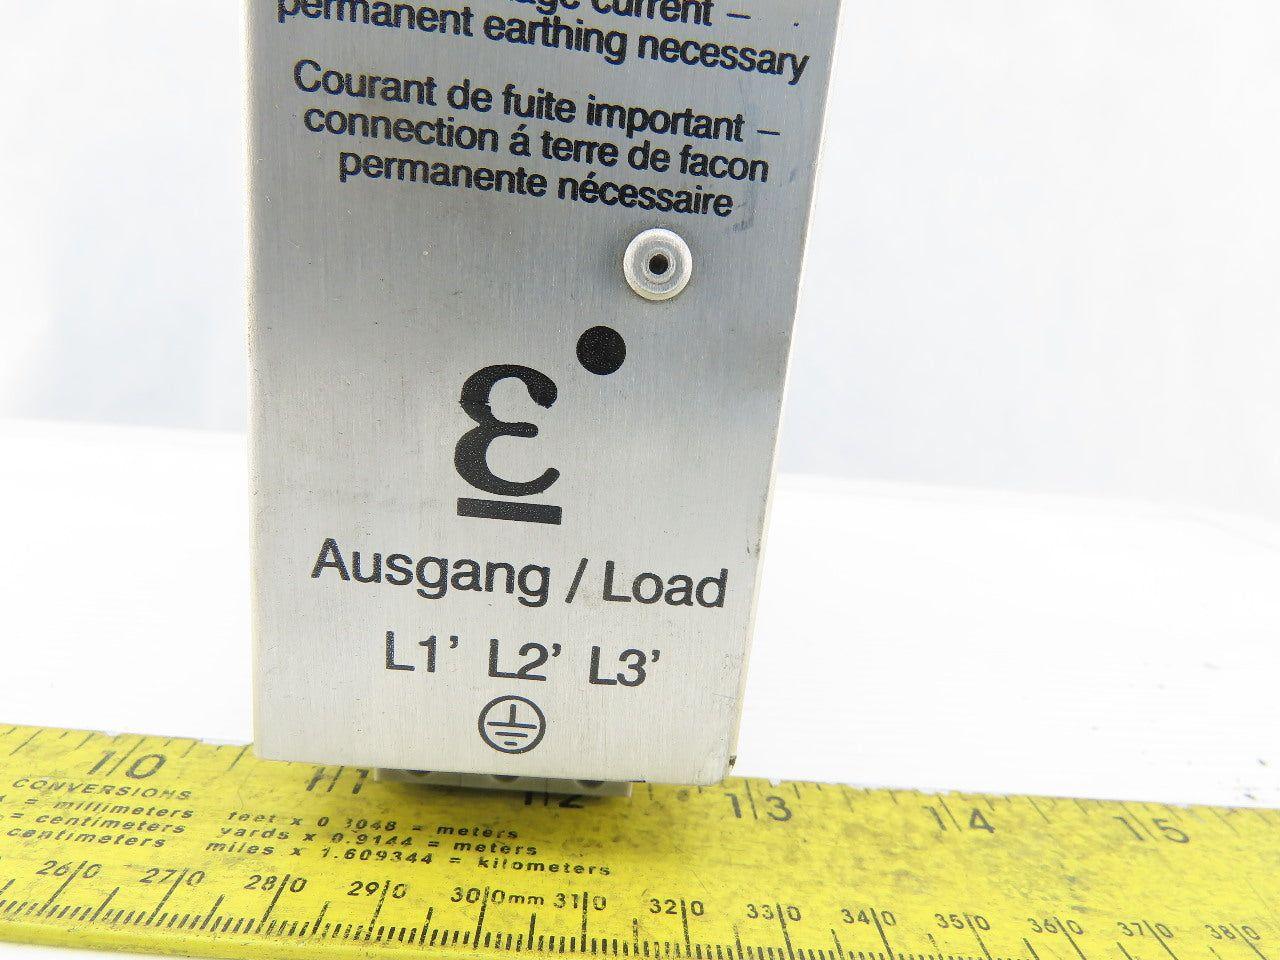 current –
permanent earthing necessary
Courant de fuite important –
connection á terre de facon
permanente nécessaire
ε
Ausgang / Load
L1' L2' L3'
10 11 12 13 14 15
CONVERSIONS
= millimeters feet x 0.3048 = meters
= centimeters yards x 0.9144 = meters
centimeters miles x 1.609344 = kilometers
260 270 280 290 300mm 310 320 330 340 350 360 370 380